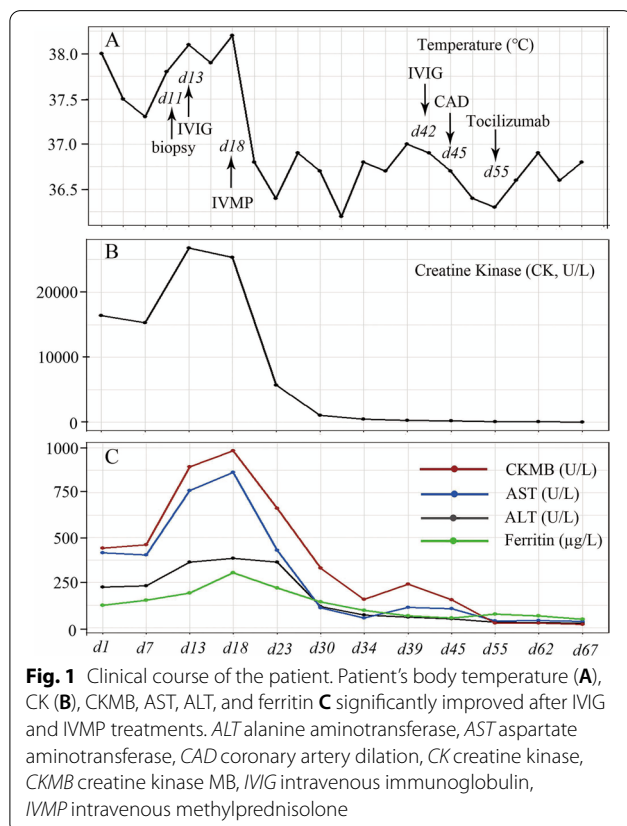 A
Temperature (°C)
38.0
37.5
37.0
36.5
d11
biopsy
d13
IVIG
d18
IVMP
IVIG
d42
CAD
d45
Tocilizumab
d55
B
Creatine Kinase (CK, U/L)
20000
10000
0
C
1000
750
500
250
0
CKMB (U/L)
AST (U/L)
ALT (U/L)
Ferritin (µg/L)
d1 d7 d13 d18 d23 d30 d34 d39 d45 d55 d62 d67
Fig. 1 Clinical course of the patient. Patient’s body temperature (A),
CK (B), CKMB, AST, ALT, and ferritin C significantly improved after IVIG
and IVMP treatments. ALT alanine aminotransferase, AST aspartate
aminotransferase, CAD coronary artery dilation, CK creatine kinase,
CKMB creatine kinase MB, IVIG intravenous immunoglobulin,
IVMP intravenous methylprednisolone